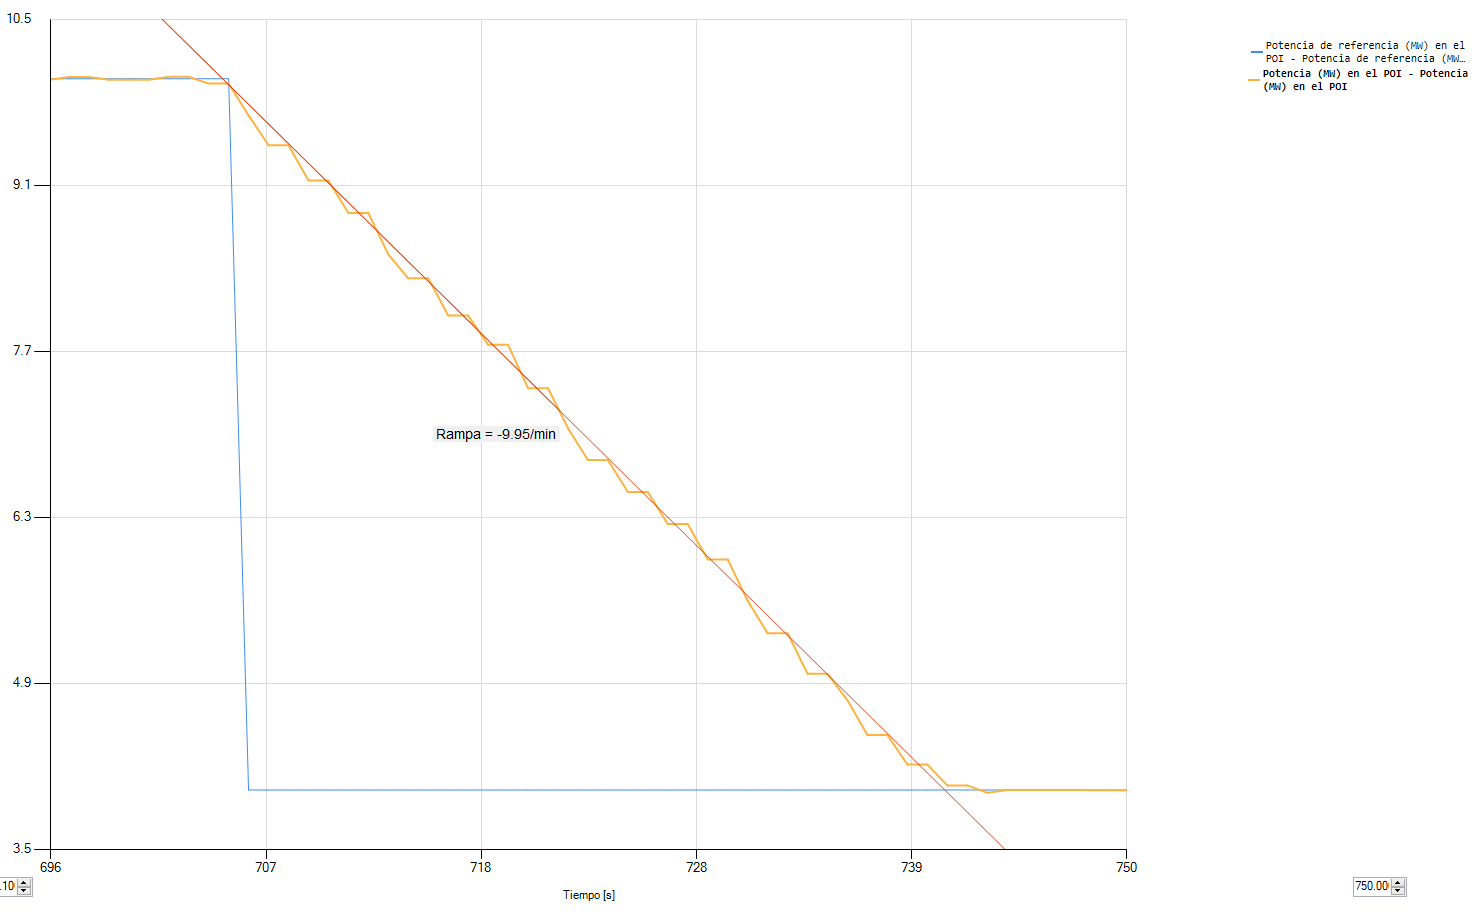 10.5
Potencia de referencia (MW) en el
POI - Potencia de referencia (MW…
Potencia (MW) en el POI - Potencia
(MW) en el POI
9.1
7.7
Rampa = -9.95/min
6.3
4.9
3.5
696 707 718 728 739 750
Tiempo [s]
750.00